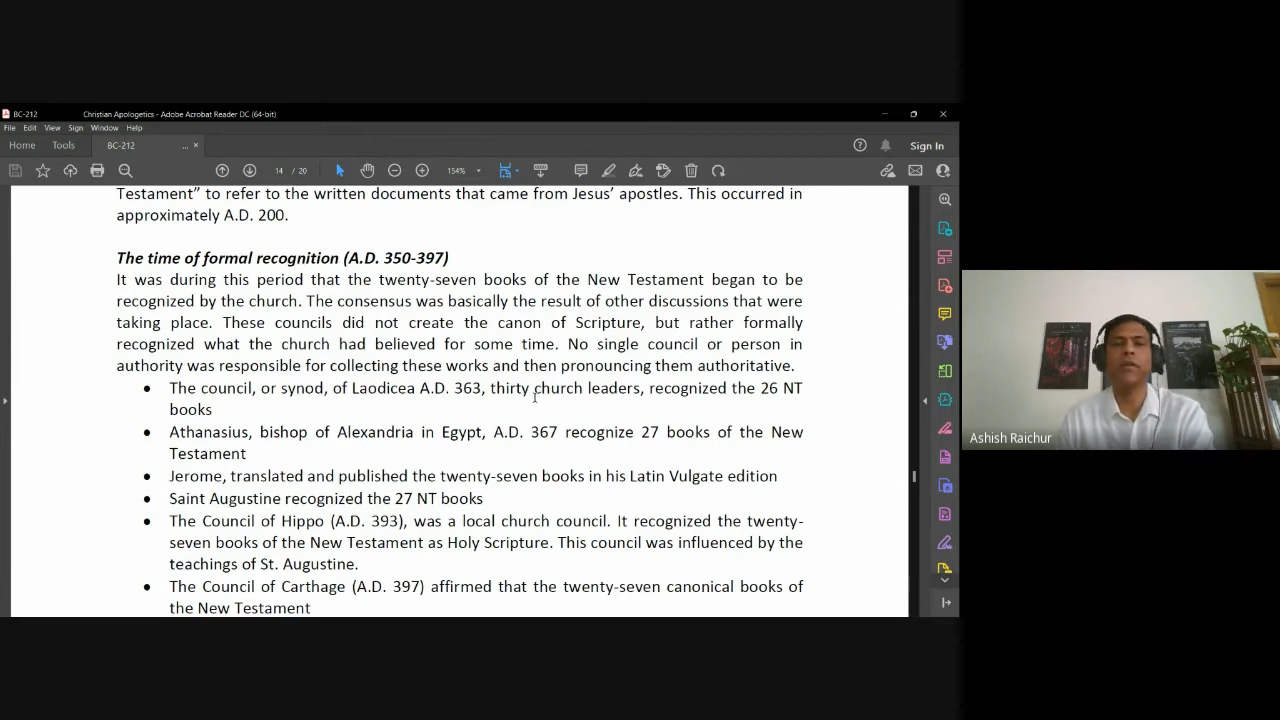 BC-212 Christian Apologetics - Adobe Acrobat Reader DC (64-bit)
File Edit View Sign Window Help
Home Tools BC-212 ... × Sign In
14 / 20 154%
Testament” to refer to the written documents that came from Jesus’ apostles. This occurred in
approximately A.D. 200.
The time of formal recognition (A.D. 350-397)
It was during this period that the twenty-seven books of the New Testament began to be
recognized by the church. The consensus was basically the result of other discussions that were
taking place. These councils did not create the canon of Scripture, but rather formally
recognized what the church had believed for some time. No single council or person in
authority was responsible for collecting these works and then pronouncing them authoritative.
• The council, or synod, of Laodicea A.D. 363, thirty church leaders, recognized the 26 NT
books
• Athanasius, bishop of Alexandria in Egypt, A.D. 367 recognize 27 books of the New
Testament
• Jerome, translated and published the twenty-seven books in his Latin Vulgate edition
• Saint Augustine recognized the 27 NT books
• The Council of Hippo (A.D. 393), was a local church council. It recognized the twenty-
seven books of the New Testament as Holy Scripture. This council was influenced by the
teachings of St. Augustine.
• The Council of Carthage (A.D. 397) affirmed that the twenty-seven canonical books of
the New Testament
Ashish Raichur